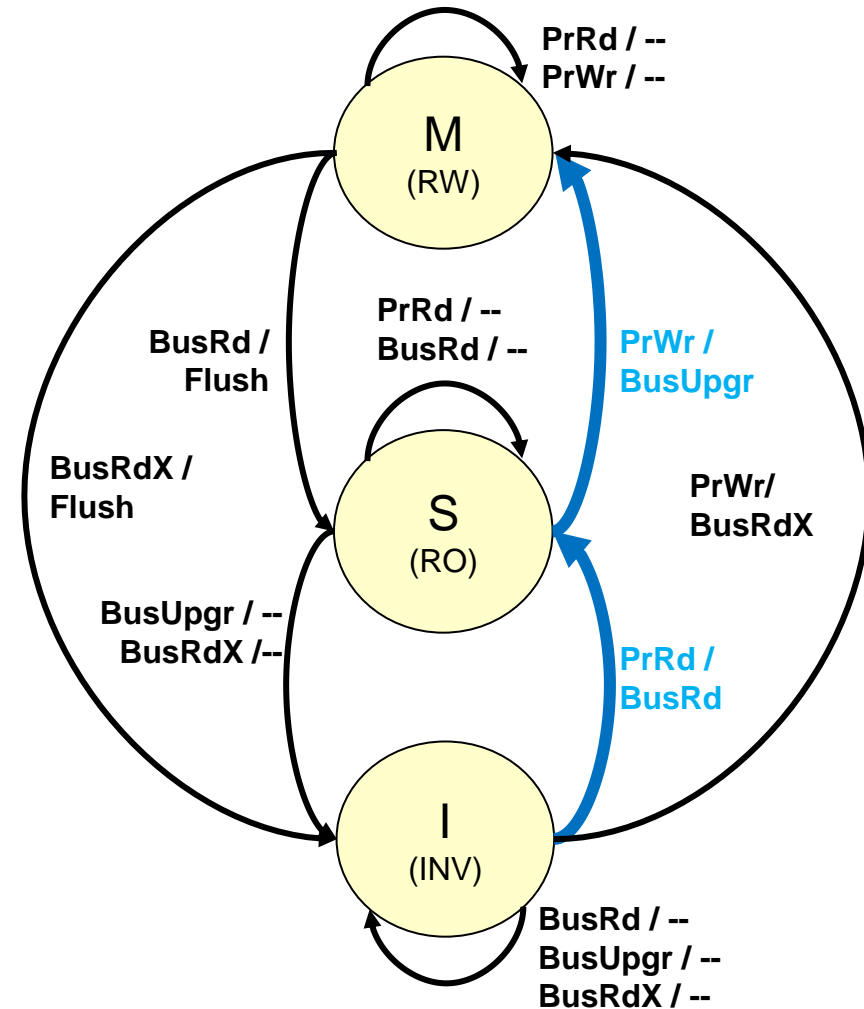 PrRd / --
PrWr / --
M
(RW)
PrRd / --
BusRd / --
BusRd /
Flush
PrWr /
BusUpgr
BusRdX /
Flush
PrWr/
BusRdX
S
(RO)
BusUpgr / --
BusRdX /--
PrRd /
BusRd
I
(INV)
BusRd / --
BusUpgr / --
BusRdX / --